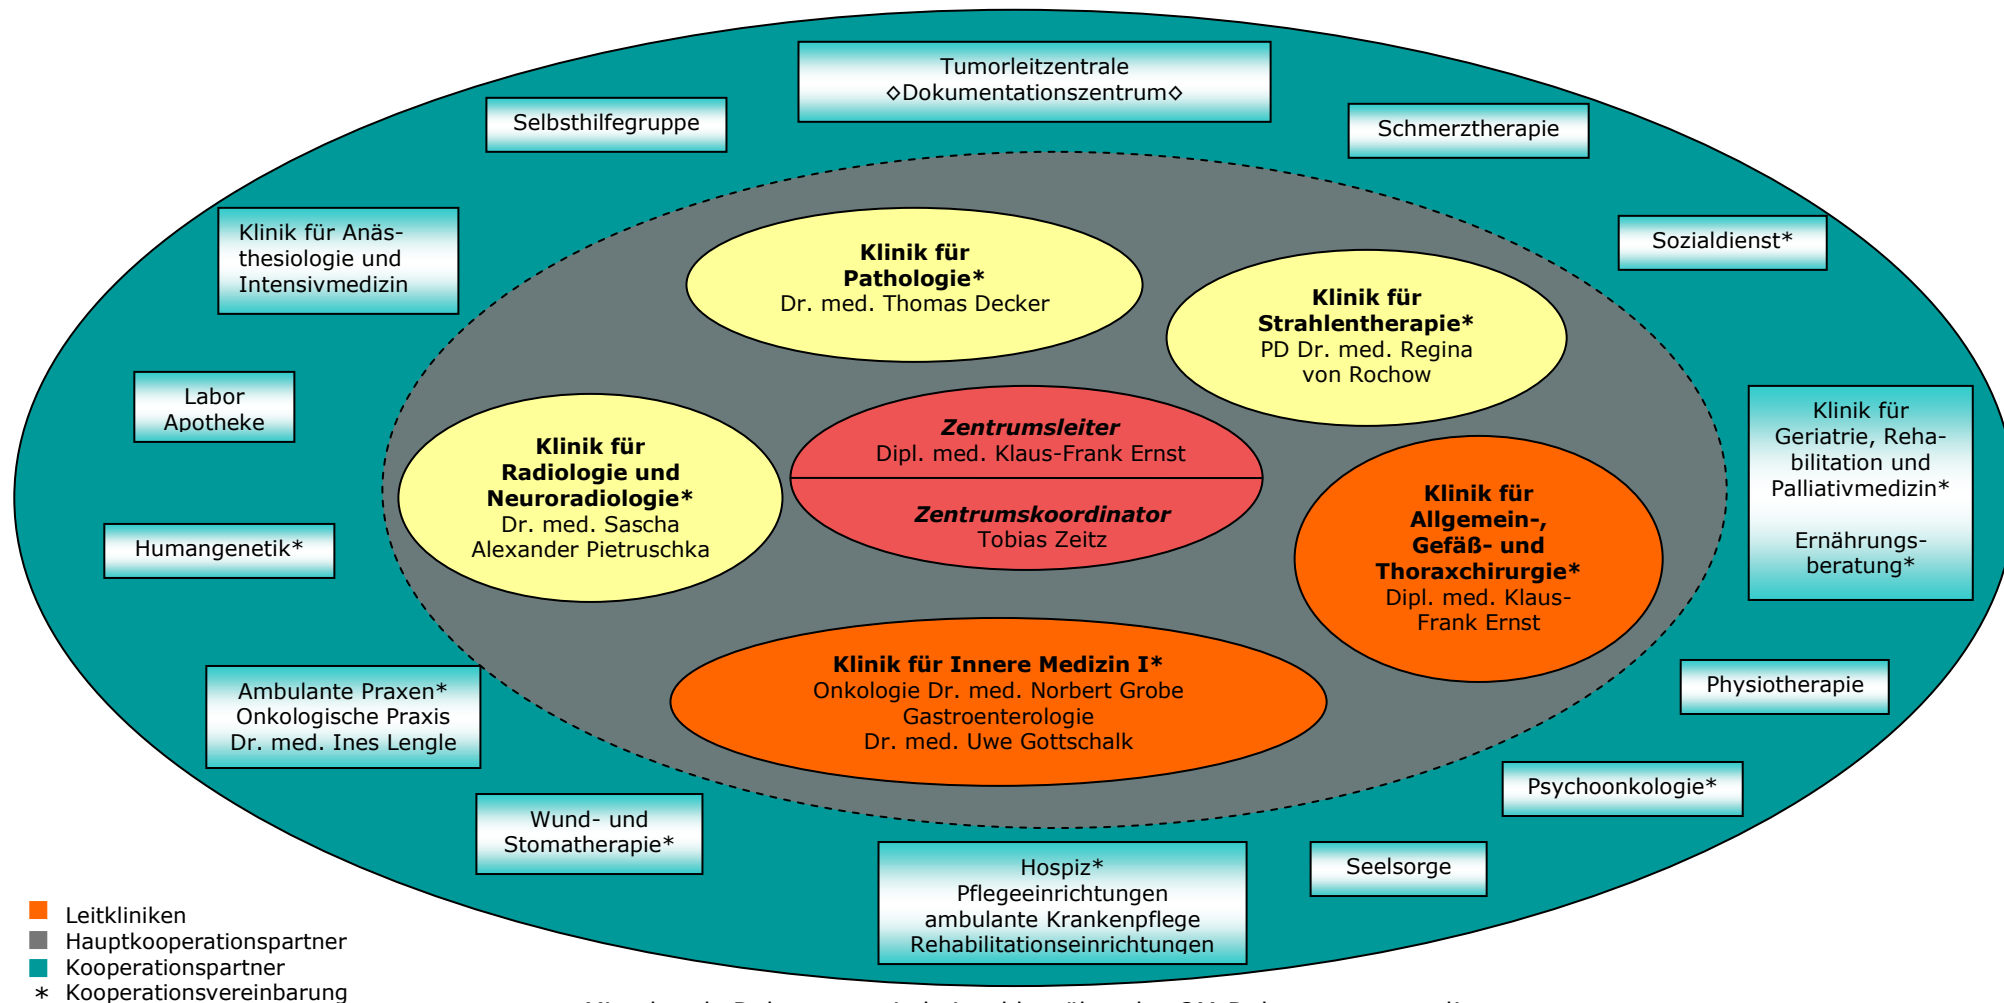 Tumorleitzentrale
◊Dokumentationszentrum◊
Selbsthilfegruppe
Schmerztherapie
Klinik für Anäs-
thesiologie und
Intensivmedizin
Sozialdienst*
Klinik für
Pathologie*
Dr. med. Thomas Decker
Klinik für
Strahlentherapie*
PD Dr. med. Regina
von Rochow
Labor
Apotheke
Klinik für
Radiologie und
Neuroradiologie*
Dr. med. Sascha
Alexander Pietruschka
Zentrumsleiter
Dipl. med. Klaus-Frank Ernst
Zentrumskoordinator
Tobias Zeitz
Klinik für
Allgemein-,
Gefäß- und
Thoraxchirurgie*
Dipl. med. Klaus-
Frank Ernst
Klinik für
Geriatrie, Reha-
bilitation und
Palliativmedizin*
Ernährungs-
beratung*
Humangenetik*
Klinik für Innere Medizin I*
Onkologie Dr. med. Norbert Grobe
Gastroenterologie
Dr. med. Uwe Gottschalk
Ambulante Praxen*
Onkologische Praxis
Dr. med. Ines Lengle
Physiotherapie
Psychoonkologie*
Wund- und
Stomatherapie*
Hospiz*
Pflegeeinrichtungen
ambulante Krankenpflege
Rehabilitationseinrichtungen
Seelsorge
Leitkliniken
Hauptkooperationspartner
Kooperationspartner
* Kooperationsvereinbarung